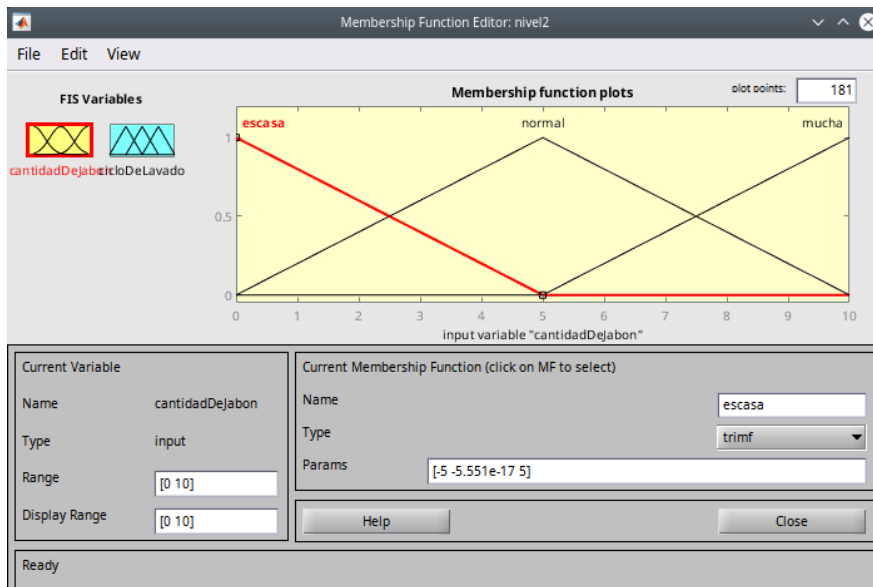 Membership Function Editor: nivel2
File Edit View
FIS Variables
cantidadDeJabon
cicloDeLavado
Membership function plots
plot points:
181
escasa
normal
mucha
1
0.5
0
0 1 2 3 4 5 6 7 8 9 10
input variable "cantidadDeJabon"
Current Variable
Name cantidadDeJabon
Type input
Range [0 10]
Display Range [0 10]
Current Membership Function (click on MF to select)
Name escasa
Type trimf
Params [-5 -5.551e-17 5]
Help
Close
Ready